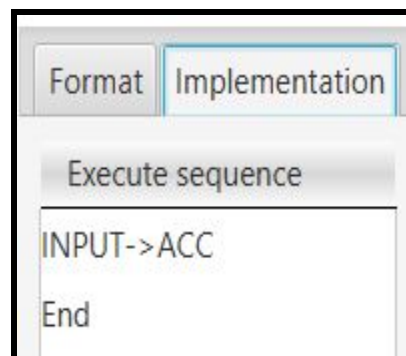 Format Implementation
Execute sequence
INPUT->ACC
End